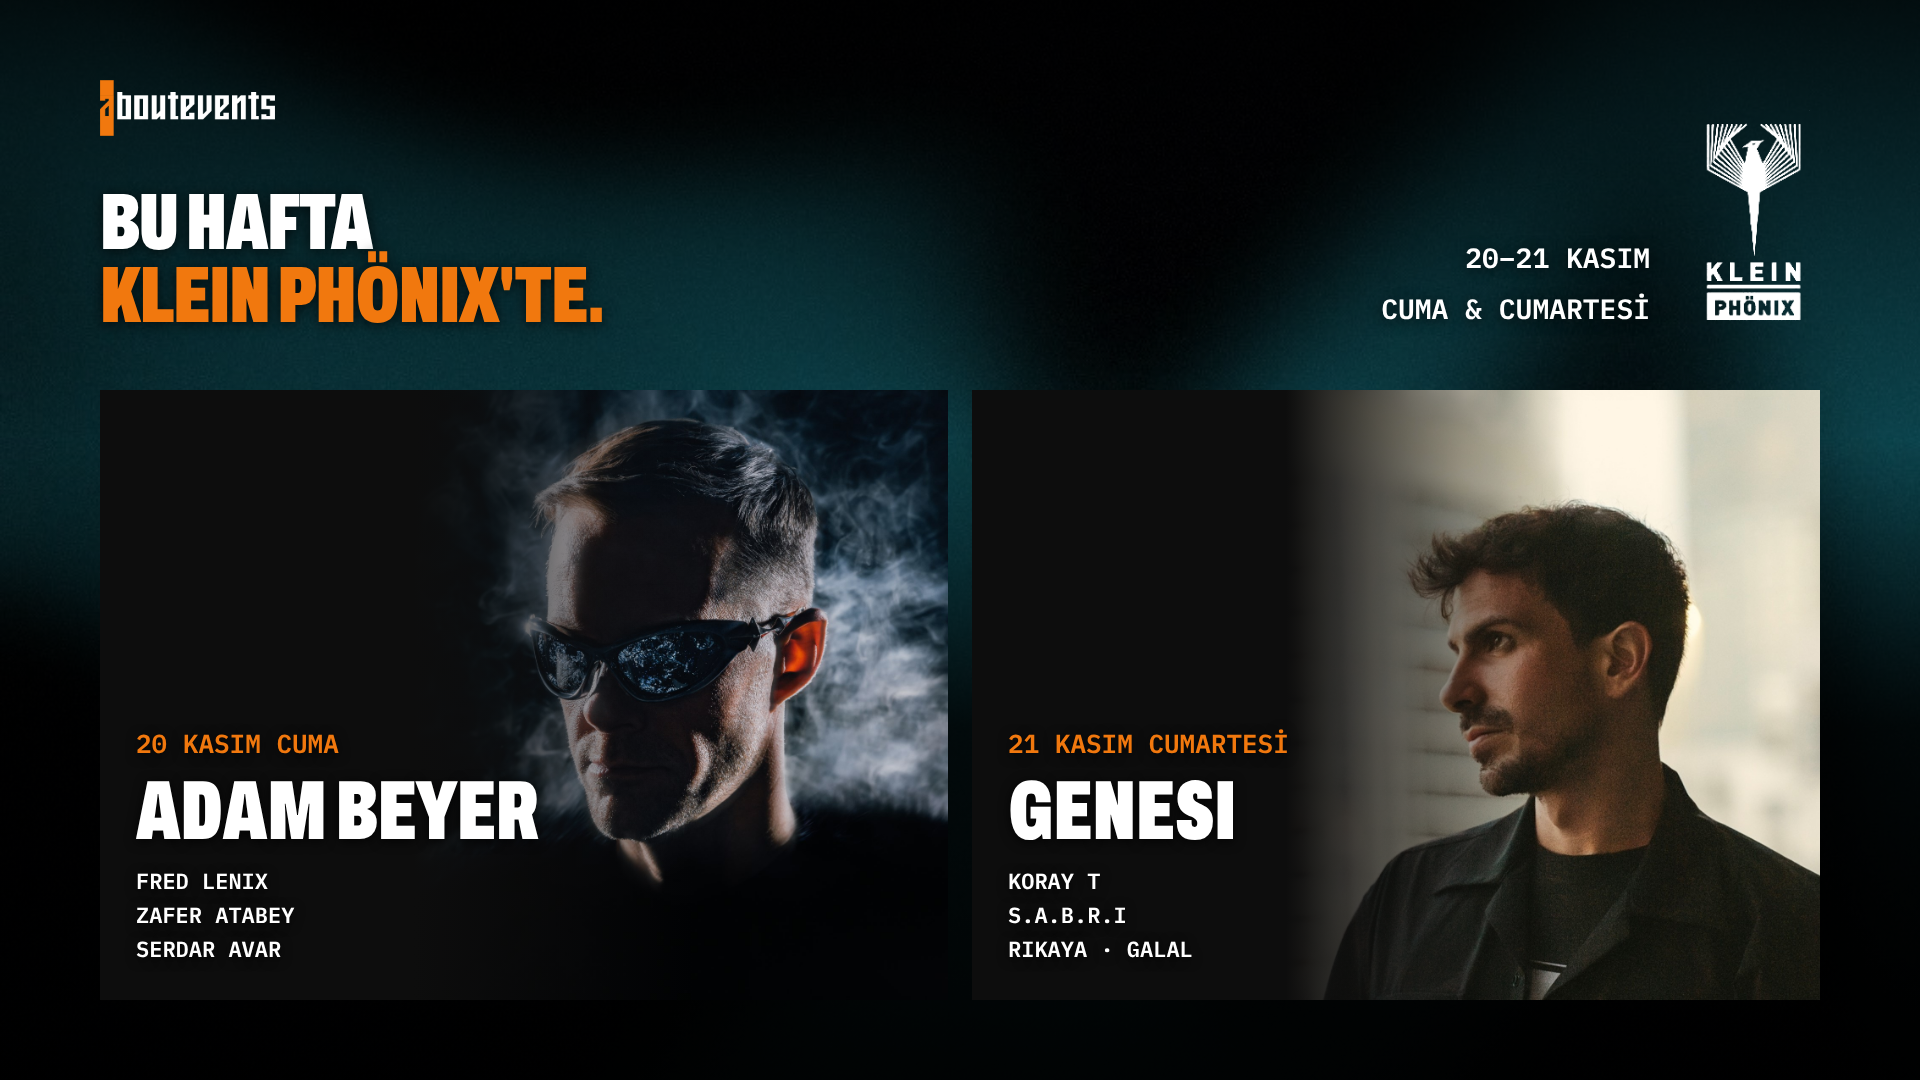 aboutevents
BU HAFTA
KLEIN PHÖNIX'TE.
20–21 KASIM
CUMA & CUMARTESİ
KLEIN
PHÖNIX
20 KASIM CUMA
ADAM BEYER
FRED LENIX
ZAFER ATABEY
SERDAR AVAR
21 KASIM CUMARTESİ
GENESI
KORAY T
S.A.B.R.I
RIKAYA · GALAL